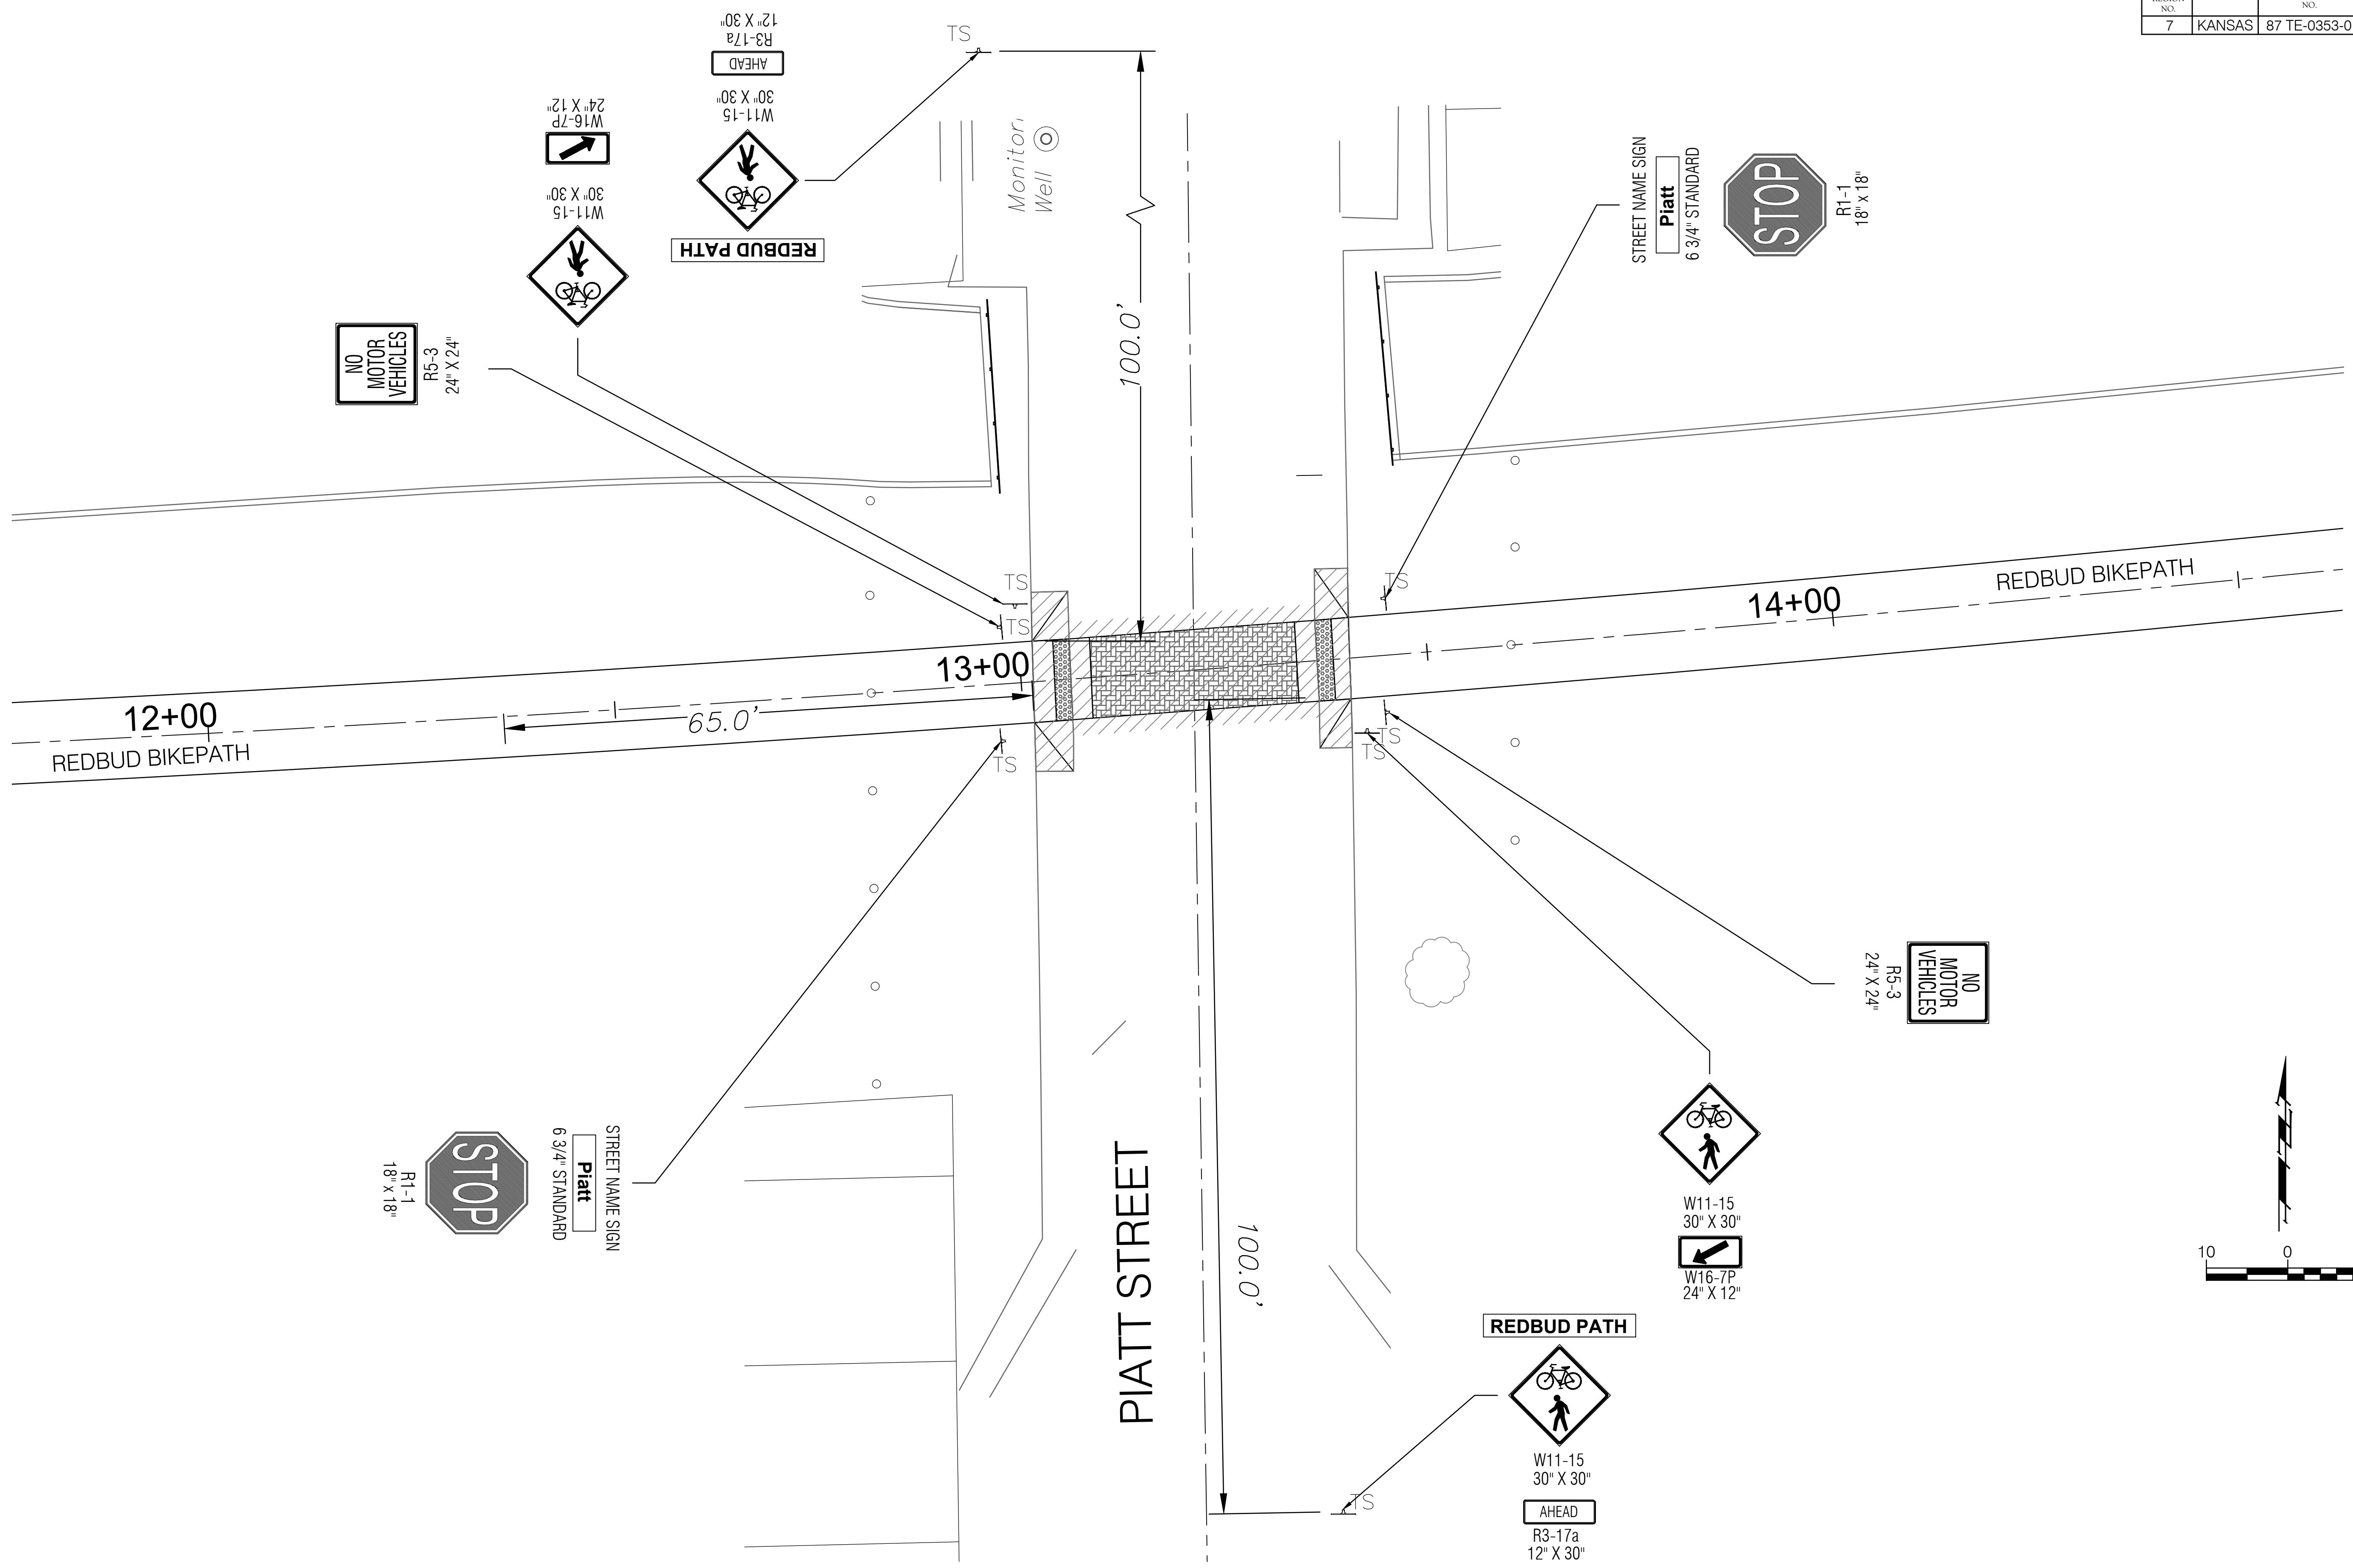 REGION
NO.
NO.
7 KANSAS 87 TE-0353-0
TS
12" X 30"
R3-17a
AHEAD
30" X 30"
W11-15
REDBUD PATH
24" X 12"
W16-7P
30" X 30"
W11-15
NO
MOTOR
VEHICLES
R5-3
24" X 24"
Monitori
Well
100.0'
STREET NAME SIGN
Piatt
6 3/4" STANDARD
STOP
R1-1
18" x 18"
TS
TS
TS
12+00
REDBUD BIKEPATH
65.0'
13+00
14+00
REDBUD BIKEPATH
TS
TS
TS
STREET NAME SIGN
Piatt
6 3/4" STANDARD
STOP
R1-1
18" x 18"
PIATT STREET
100.0'
NO
MOTOR
VEHICLES
R5-3
24" X 24"
W11-15
30" X 30"
W16-7P
24" X 12"
REDBUD PATH
W11-15
30" X 30"
AHEAD
R3-17a
12" X 30"
TS
10 0